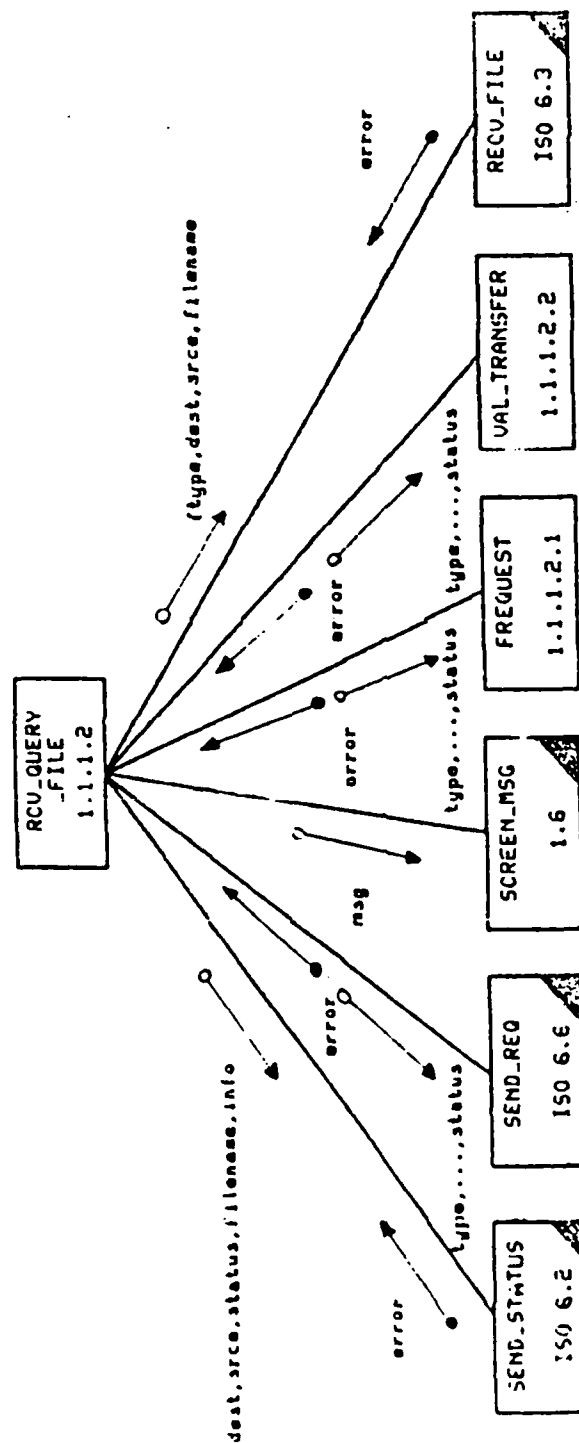 RCV_QUERY
_FILE
1.1.1.2
dest,srce,status,filename,info
error
error
type,...,status
msg
error
type,...,status
error
type,...,status
ftype,dest,srce,filename
error
SEND_STATUS
ISO 6.2
SEND_REQ
ISO 6.6
SCREEN_MSG
1.6
FREQUEST
1.1.1.2.1
VAL_TRANSFER
1.1.1.2.2
RECV_FILE
ISO 6.3